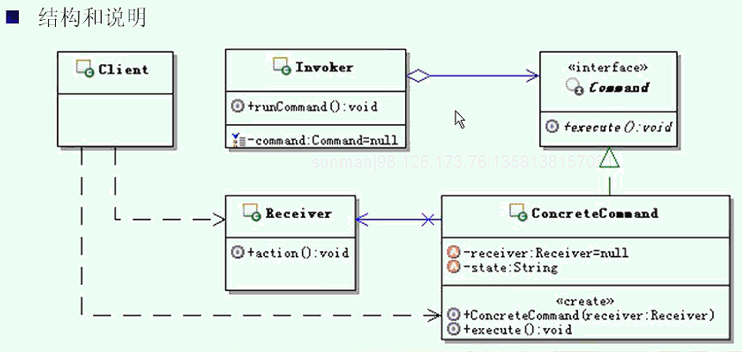 结构和说明
Client
Invoker
+runCommand():void
-command:Command=null
«interface»
Command
+execute():void
Receiver
+action():void
ConcreteCommand
-receiver:Receiver=null
-state:String
«create»
+ConcreteCommand(receiver:Receiver)
+execute():void